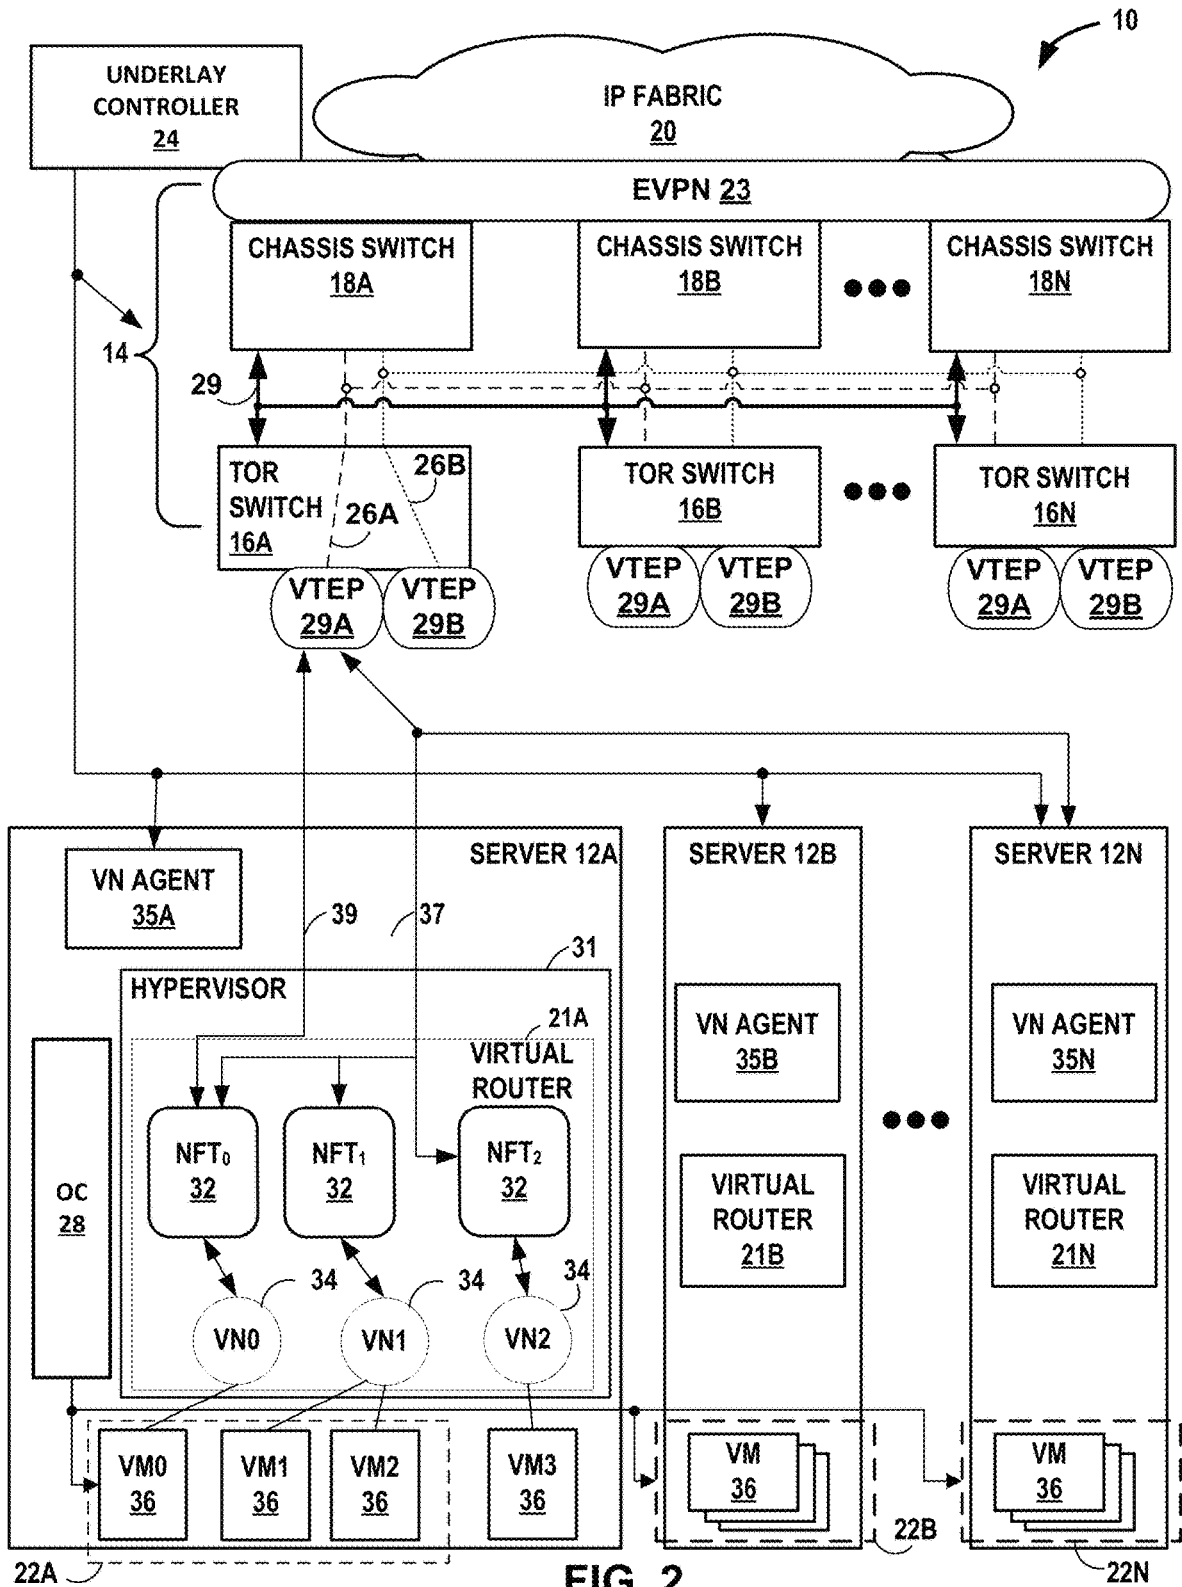 10
UNDERLAY
CONTROLLER
24
IP FABRIC
20
EVPN 23
CHASSIS SWITCH
18A
CHASSIS SWITCH
18B
CHASSIS SWITCH
18N
14
29
TOR
SWITCH
16A
26A
26B
TOR SWITCH
16B
TOR SWITCH
16N
VTEP
29A
VTEP
29B
VTEP
29A
VTEP
29B
VTEP
29A
VTEP
29B
SERVER 12A
VN AGENT
35A
39
37
31
HYPERVISOR
21A
VIRTUAL
ROUTER
OC
28
NFT0
32
NFT1
32
NFT2
32
34
34
34
VN0
VN1
VN2
VM0
36
VM1
36
VM2
36
VM3
36
22A
SERVER 12B
VN AGENT
35B
VIRTUAL
ROUTER
21B
VM
36
22B
SERVER 12N
VN AGENT
35N
VIRTUAL
ROUTER
21N
VM
36
22N
FIG. 2